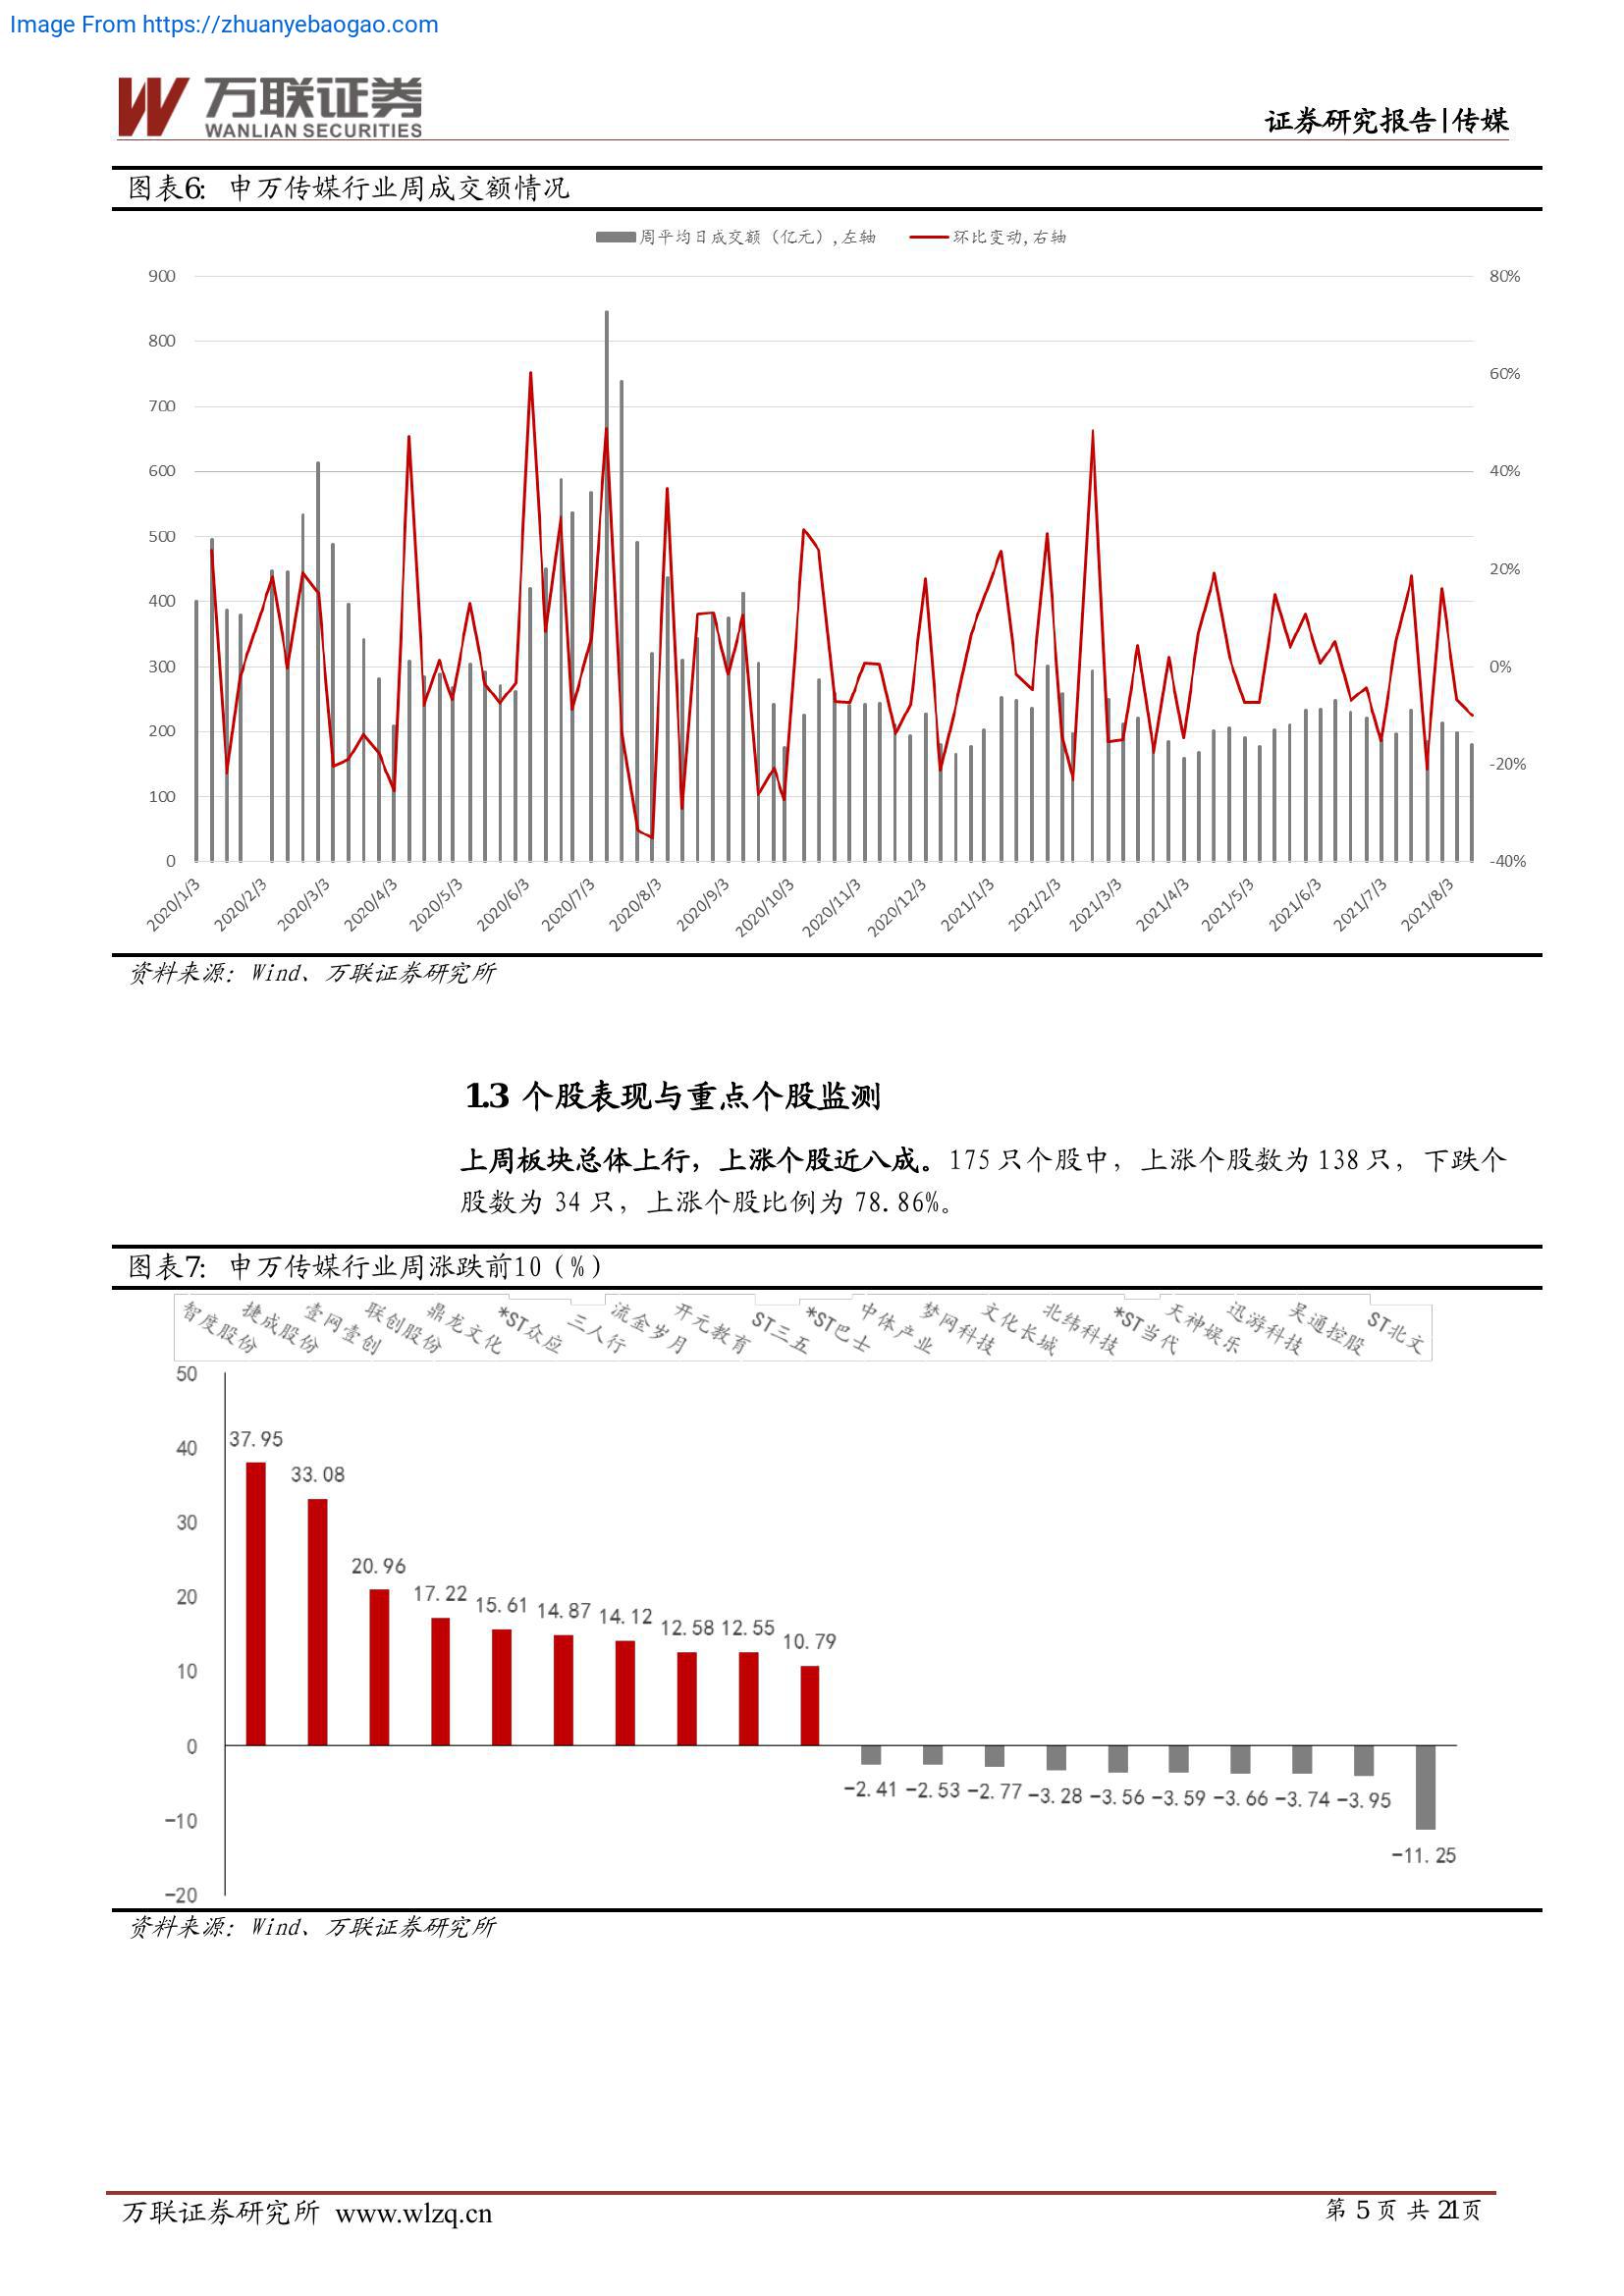 Image From https://zhuanyebaogao.com
万联证券
WANLIAN SECURITIES
证券研究报告|传媒
图表6: 申万传媒行业周成交额情况
周平均日成交额（亿元）,左轴 环比变动,右轴
900 80%
800
700 60%
600 40%
500
400 20%
300 0%
200
100 -20%
0 -40%
2020/1/3 2020/2/3 2020/3/3 2020/4/3 2020/5/3 2020/6/3 2020/7/3 2020/8/3 2020/9/3 2020/10/3 2020/11/3 2020/12/3 2021/1/3 2021/2/3 2021/3/3 2021/4/3 2021/5/3 2021/6/3 2021/7/3 2021/8/3
资料来源：Wind、万联证券研究所
1.3 个股表现与重点个股监测
上周板块总体上行，上涨个股近八成。175 只个股中，上涨个股数为 138 只，下跌个
股数为 34 只，上涨个股比例为 78.86%。
图表7: 申万传媒行业周涨跌前10（%）
智度股份 捷成股份 壹网壹创 联创股份 鼎龙文化 *ST众应 三人行 流金岁月 开元教育 ST三五 *ST巴士 中体产业 梦网科技 文化长城 北纬科技 *ST当代 天神娱乐 迅游科技 吴通控股 ST北文
50
40
30
20
10
0
-10
-20
37.95 33.08 20.96 17.22 15.61 14.87 14.12 12.58 12.55 10.79
-2.41 -2.53 -2.77 -3.28 -3.56 -3.59 -3.66 -3.74 -3.95 -11.25
资料来源：Wind、万联证券研究所
万联证券研究所 www.wlzq.cn
第 5 页 共 21 页